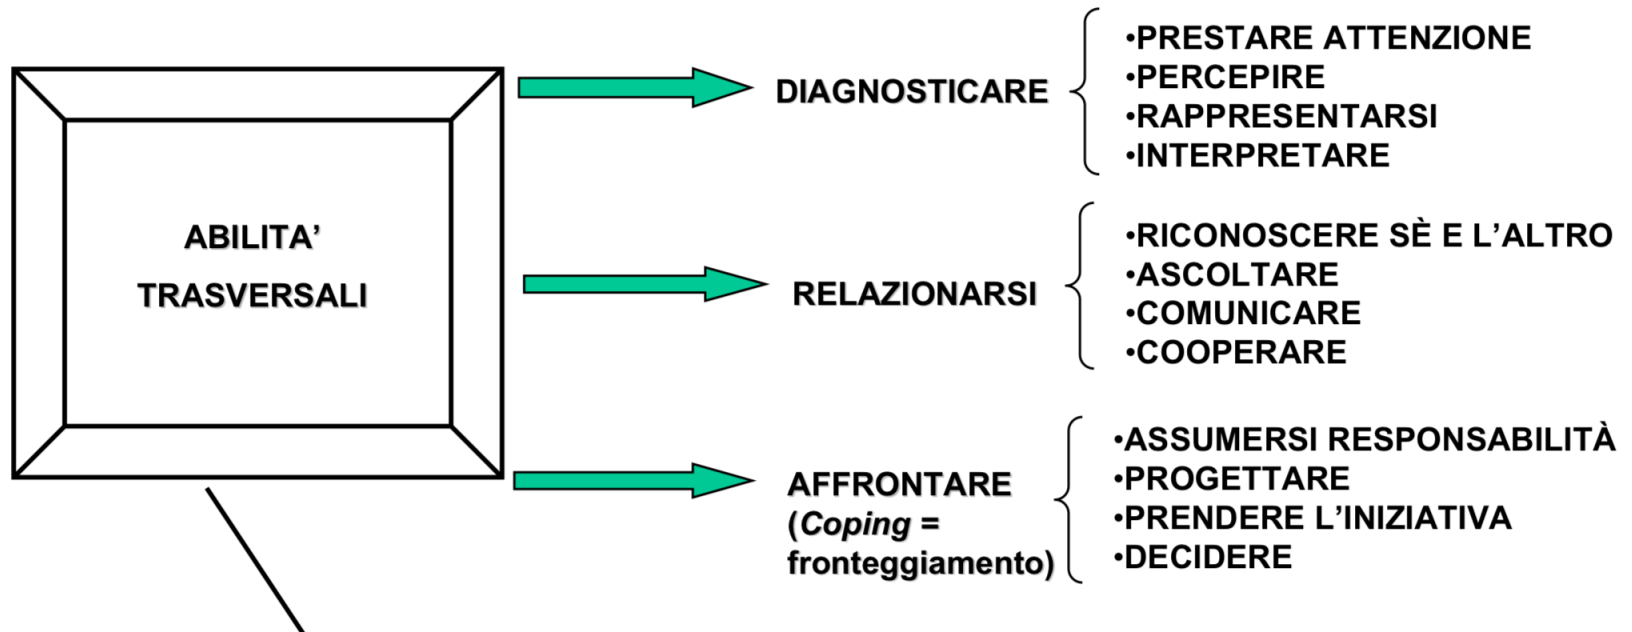 ABILITA’
TRASVERSALI
DIAGNOSTICARE
•PRESTARE ATTENZIONE
•PERCEPIRE
•RAPPRESENTARSI
•INTERPRETARE
RELAZIONARSI
•RICONOSCERE SÈ E L’ALTRO
•ASCOLTARE
•COMUNICARE
•COOPERARE
AFFRONTARE
(Coping =
fronteggiamento)
•ASSUMERSI RESPONSABILITÀ
•PROGETTARE
•PRENDERE L’INIZIATIVA
•DECIDERE